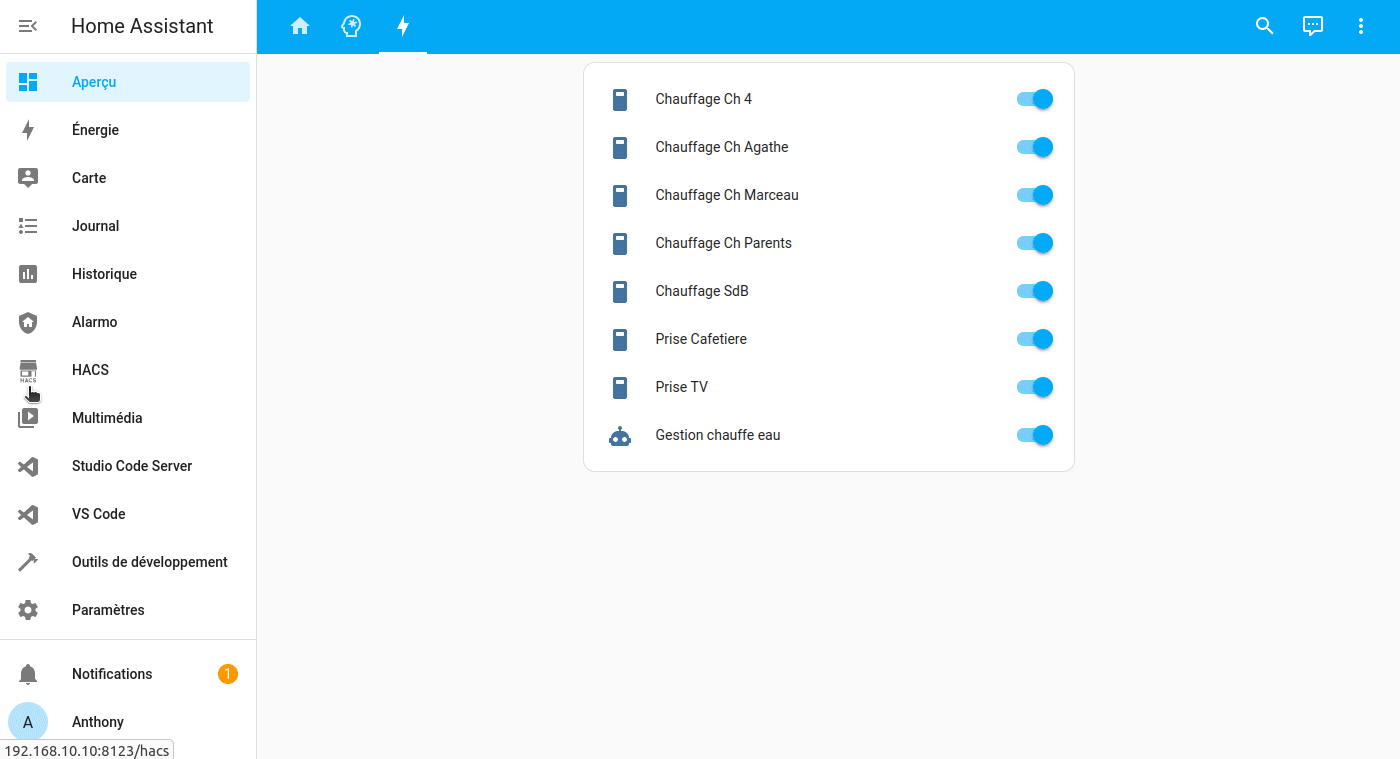 Home Assistant
Aperçu
Énergie
Carte
Journal
Historique
Alarmo
HACS
HACS
Multimédia
Studio Code Server
VS Code
Outils de développement
Paramètres
Notifications
1
A
Anthony
192.168.10.10:8123/hacs
Chauffage Ch 4
Chauffage Ch Agathe
Chauffage Ch Marceau
Chauffage Ch Parents
Chauffage SdB
Prise Cafetiere
Prise TV
Gestion chauffe eau